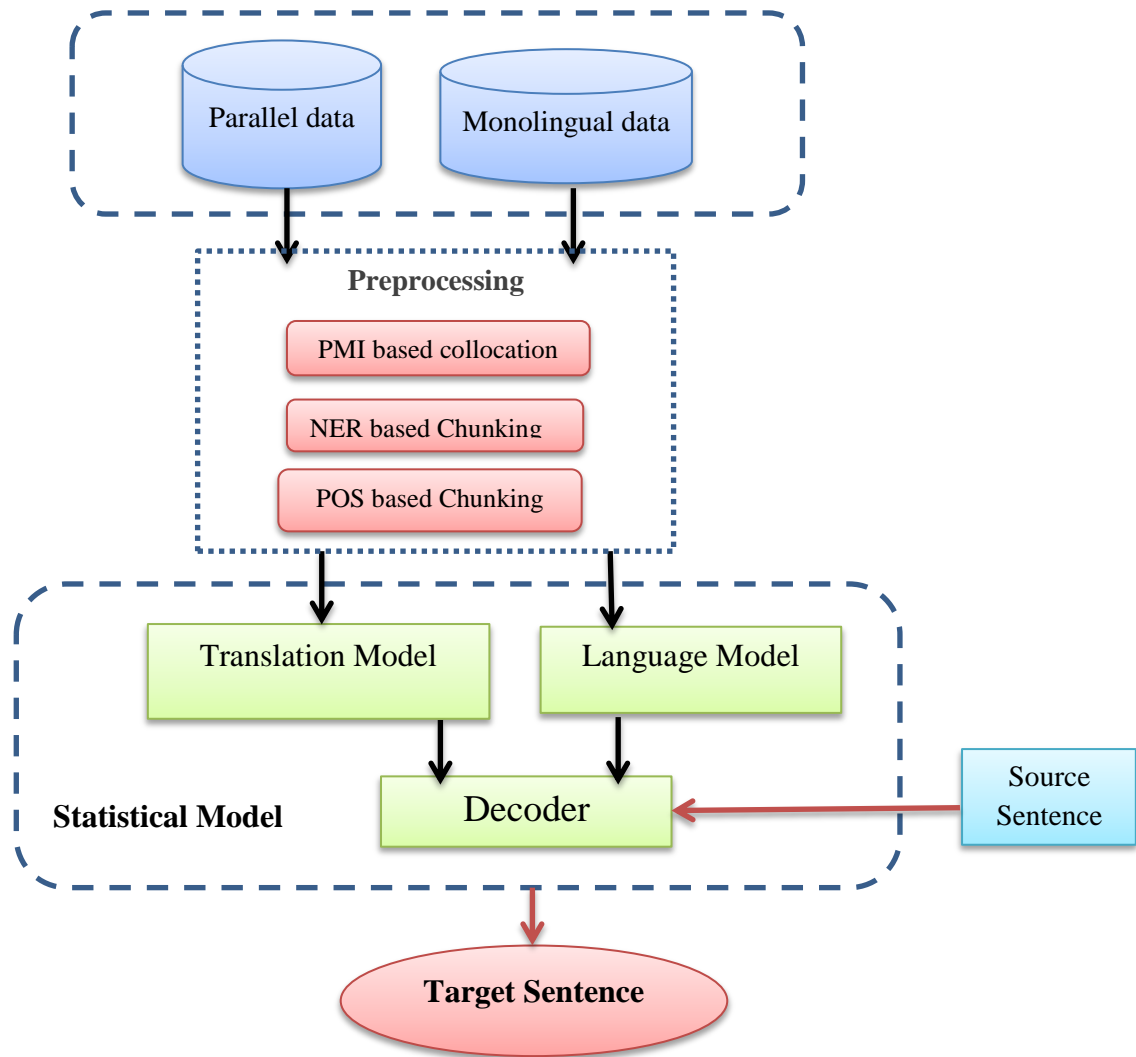 Parallel data
Monolingual data
Preprocessing
PMI based collocation
NER based Chunking
POS based Chunking
Translation Model
Language Model
Decoder
Source
Sentence
Statistical Model
Target Sentence